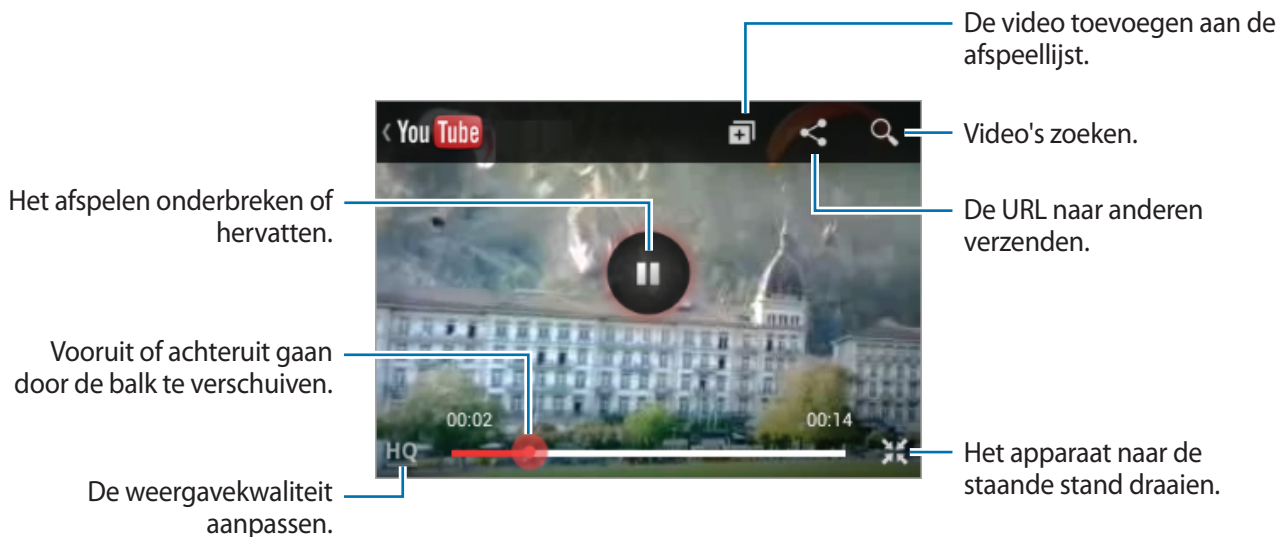 De video toevoegen aan de
afspeellijst.
‹ You Tube
Video's zoeken.
Het afspelen onderbreken of
hervatten.
De URL naar anderen
verzenden.
Vooruit of achteruit gaan
door de balk te verschuiven.
00:02
00:14
HQ
Het apparaat naar de
staande stand draaien.
De weergavekwaliteit
aanpassen.